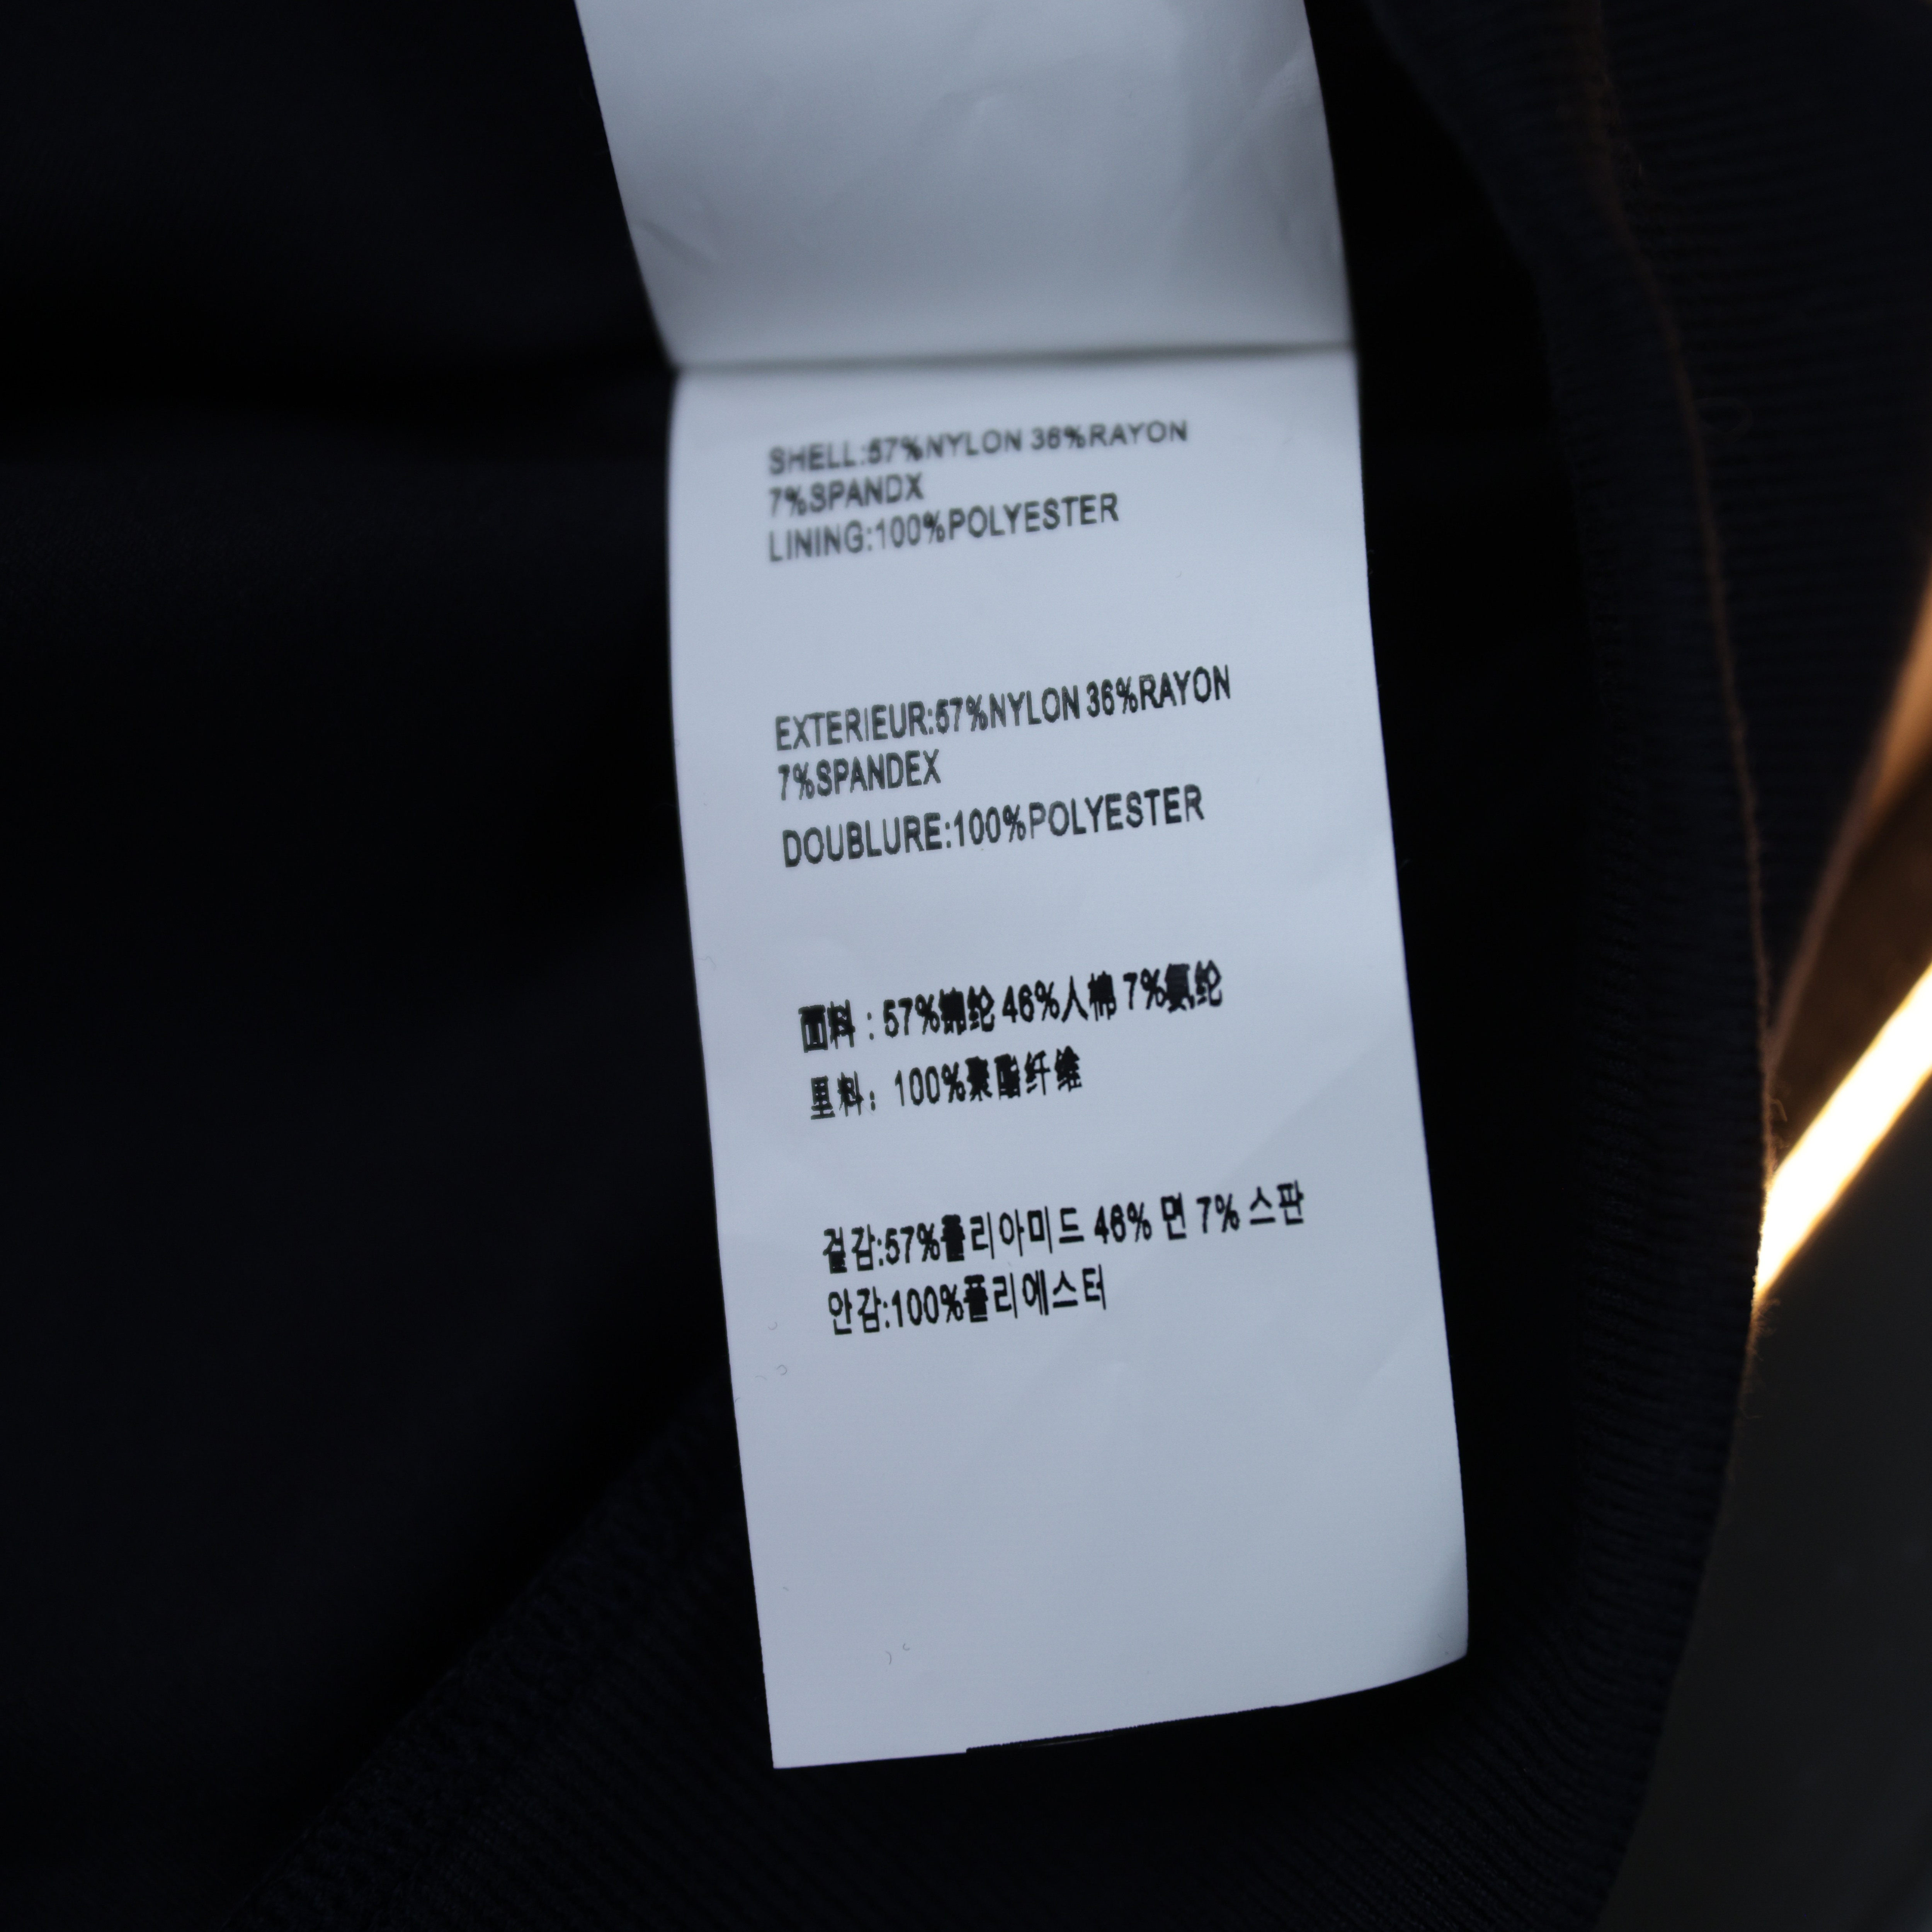 SHELL:57%NYLON 36%RAYON
7%SPANDX
LINING:100%POLYESTER
EXTERIEUR:57%NYLON 36%RAYON
7%SPANDEX
DOUBLURE:100%POLYESTER
面料：57%锦纶 46%人棉 7%氨纶
里料：100%聚酯纤维
겉감:57%폴리아미드 46% 면 7% 스판
안감:100%폴리에스터